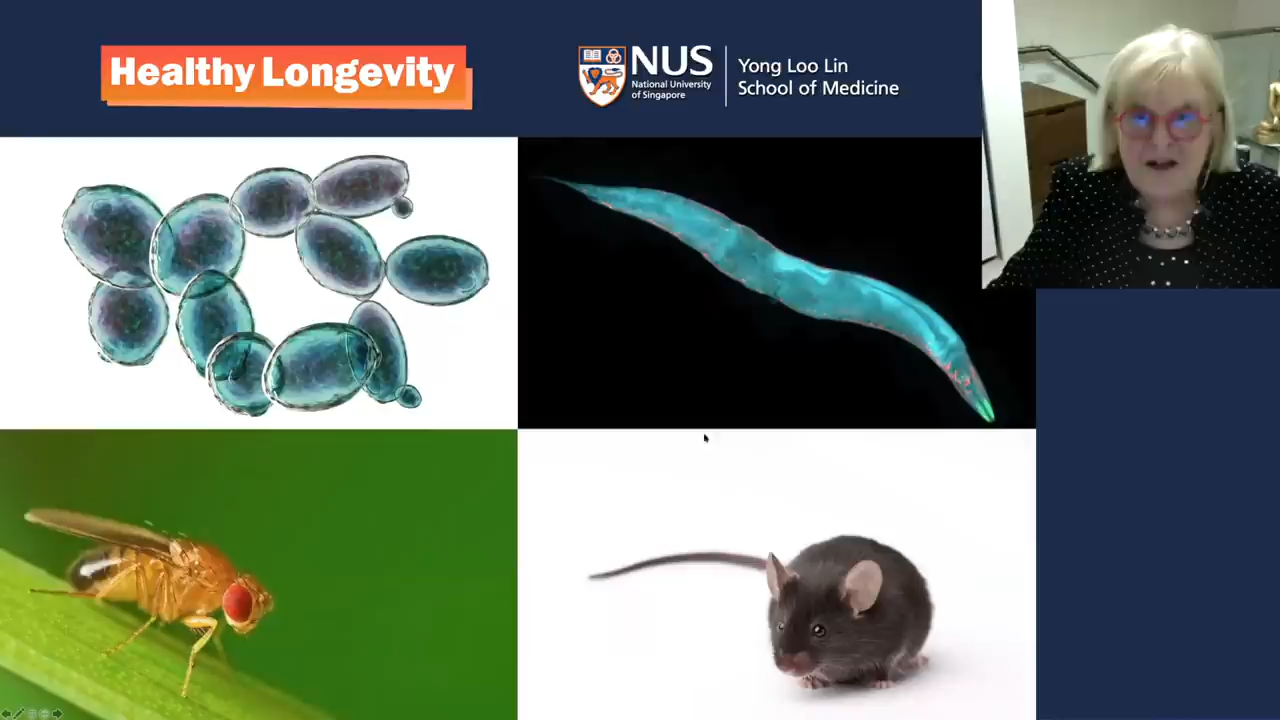 Healthy Longevity
NUS
National University
of Singapore
Yong Loo Lin
School of Medicine